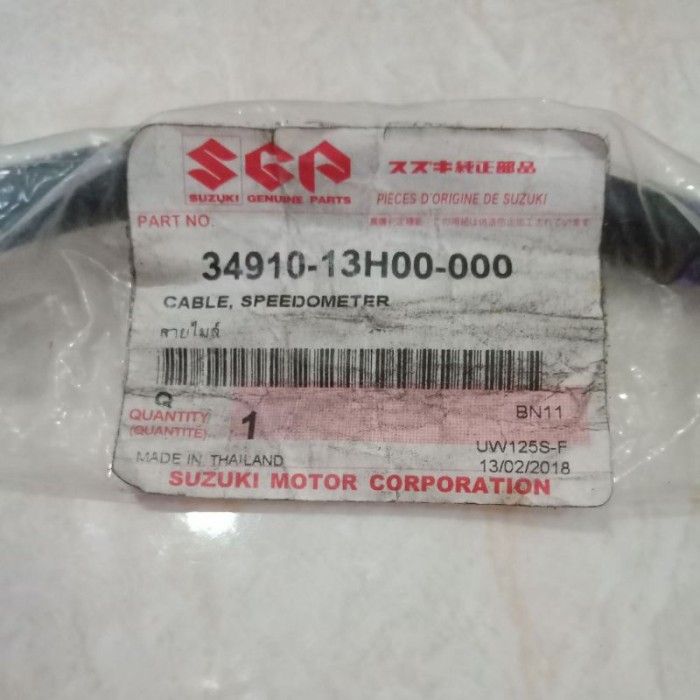 SGP
スズキ純正部品
SUZUKI GENUINE PARTS
PIECES D'ORIGINE DE SUZUKI
PART NO.
34910-13H00-000
CABLE, SPEEDOMETER
สายไมล์
Q
QUANTITY
(QUANTITÉ)
1
BN11
MADE IN THAILAND
UW125S-F
13/02/2018
SUZUKI MOTOR CORPORATION